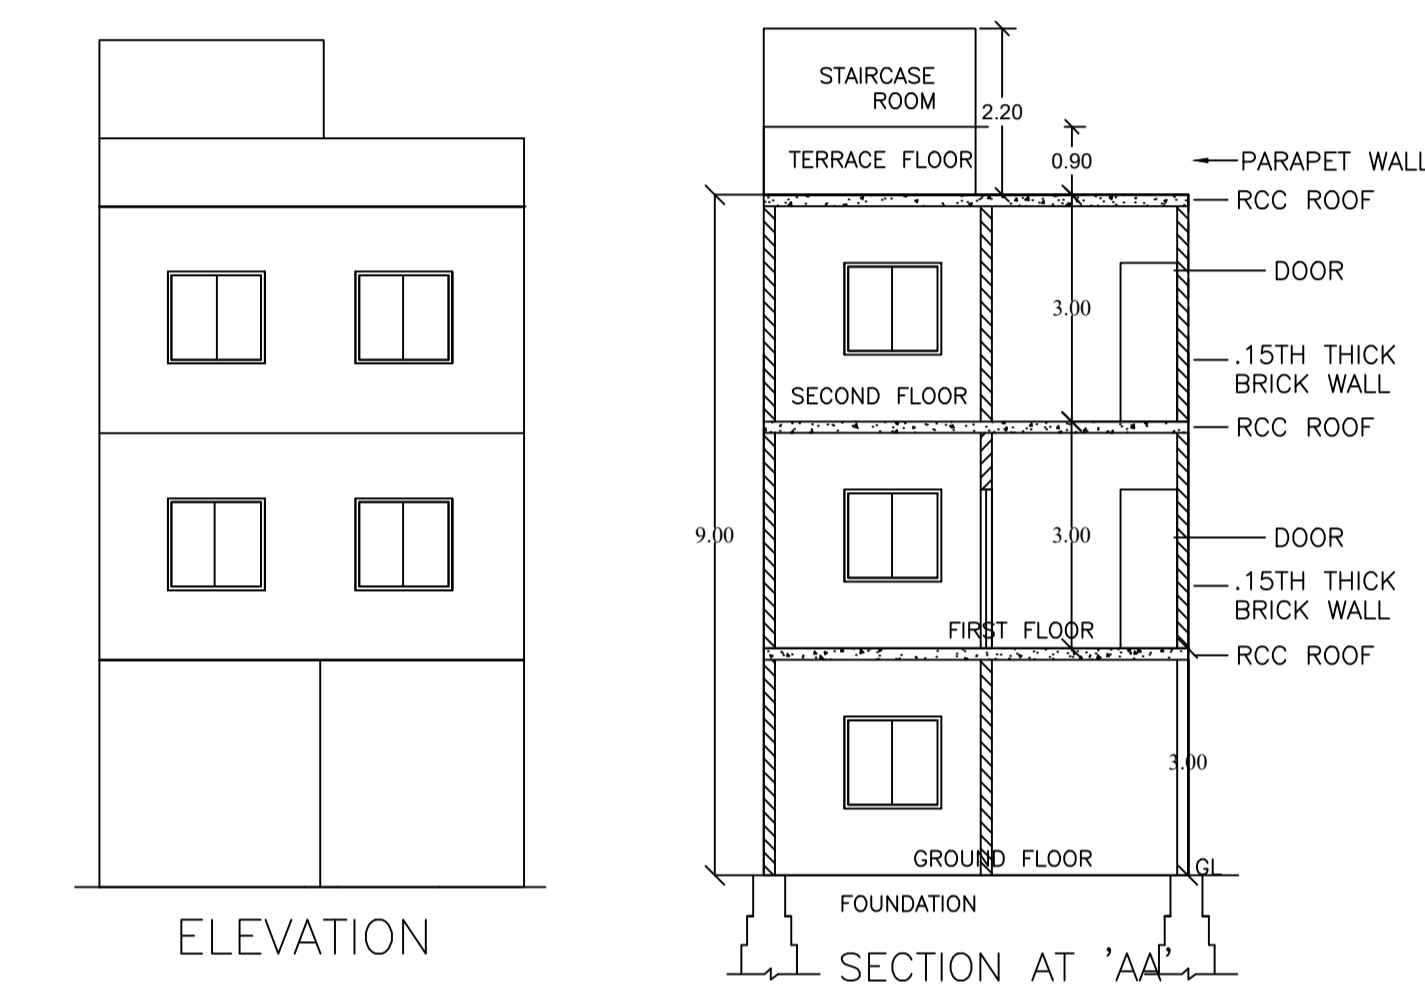 STAIRCASE
ROOM
2.20
TERRACE FLOOR
0.90
PARAPET WALL
RCC ROOF
DOOR
3.00
.15TH THICK
BRICK WALL
SECOND FLOOR
RCC ROOF
9.00
3.00
DOOR
.15TH THICK
BRICK WALL
FIRST FLOOR
RCC ROOF
3.00
GROUND FLOOR
GL
FOUNDATION
ELEVATION
SECTION AT 'AA'